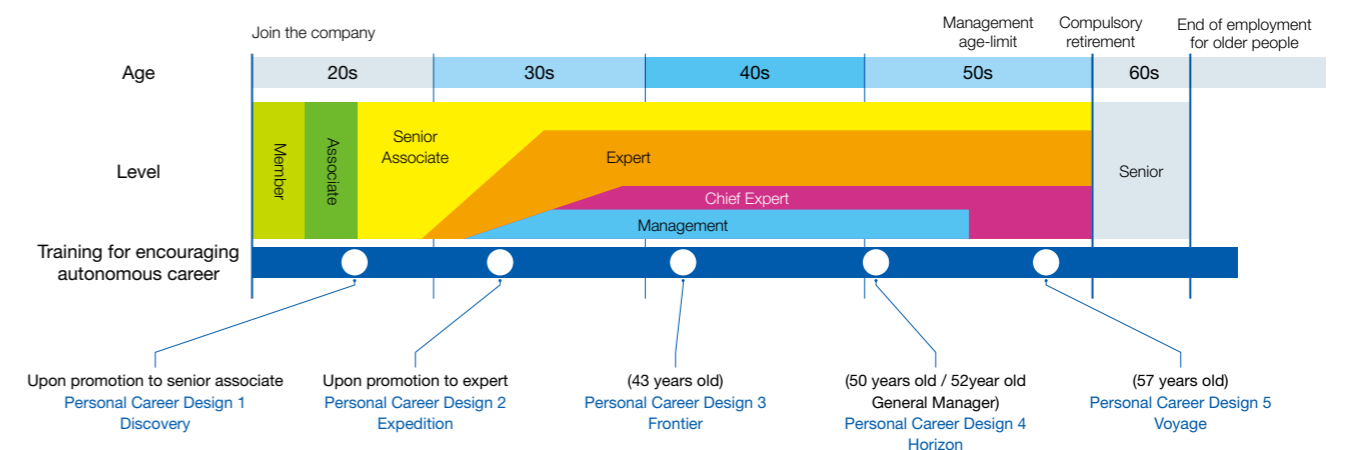 Join the company
Management
age-limit
Compulsory
retirement
End of employment
for older people
Age
20s
30s
40s
50s
60s
Level
Member
Associate
Senior
Associate
Expert
Chief Expert
Management
Senior
Training for encouraging
autonomous career
Upon promotion to senior associate
Personal Career Design 1
Discovery
Upon promotion to expert
Personal Career Design 2
Expedition
(43 years old)
Personal Career Design 3
Frontier
(50 years old / 52year old
General Manager)
Personal Career Design 4
Horizon
(57 years old)
Personal Career Design 5
Voyage